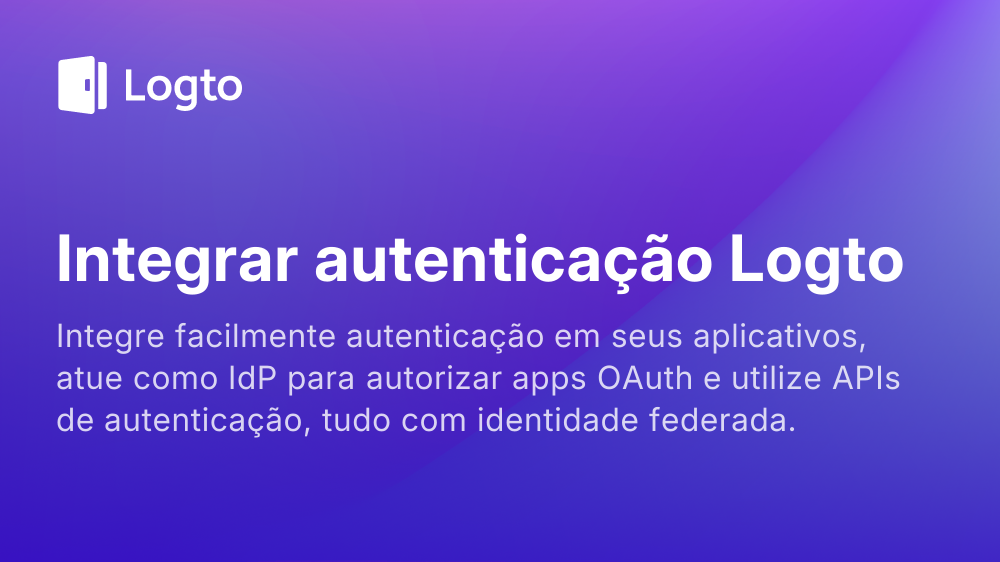 Logto
Integrar autenticação Logto
Integre facilmente autenticação em seus aplicativos,
atue como IdP para autorizar apps OAuth e utilize APIs
de autenticação, tudo com identidade federada.